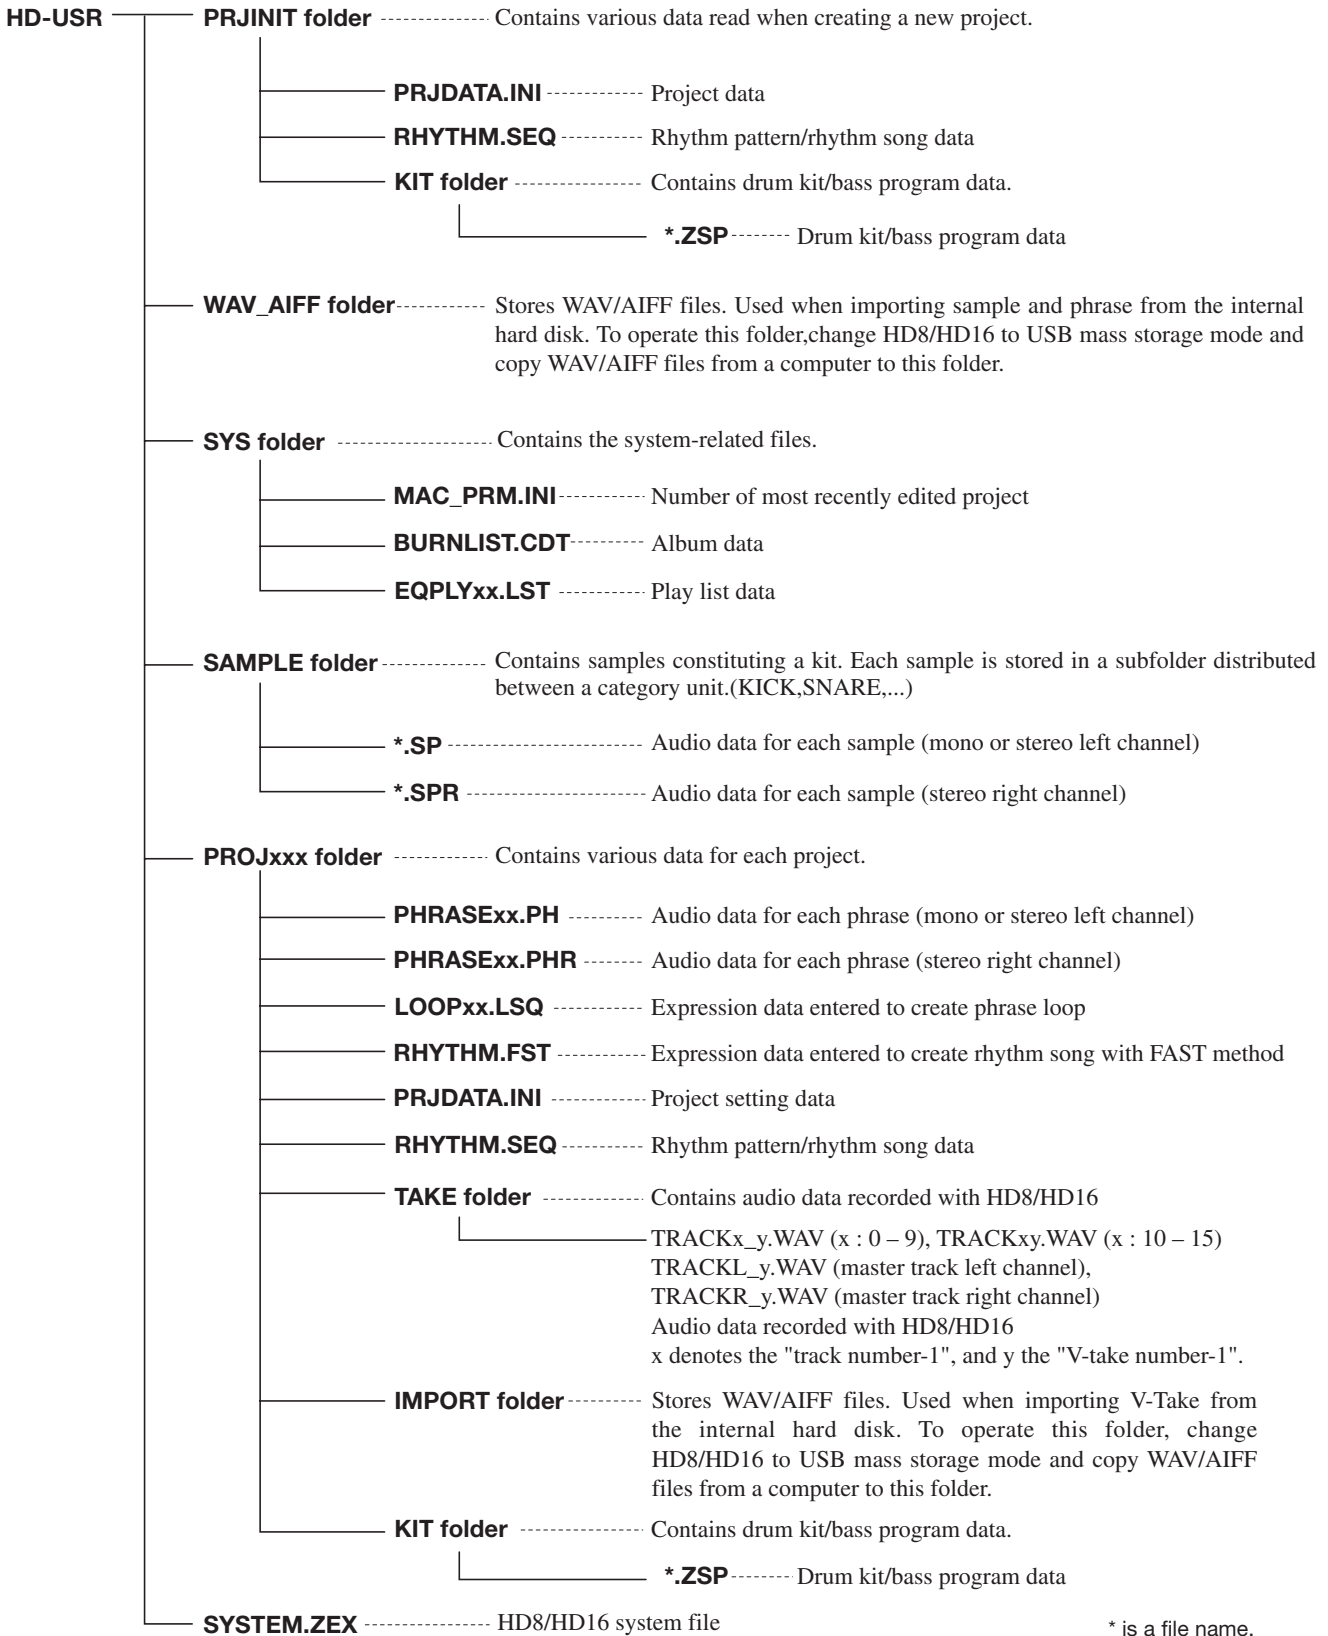 HD-USR PRJINIT folder Contains various data read when creating a new project.
PRJDATA.INI Project data
RHYTHM.SEQ Rhythm pattern/rhythm song data
KIT folder Contains drum kit/bass program data.
*.ZSP Drum kit/bass program data
WAV_AIFF folder Stores WAV/AIFF files. Used when importing sample and phrase from the internal
hard disk. To operate this folder,change HD8/HD16 to USB mass storage mode and
copy WAV/AIFF files from a computer to this folder.
SYS folder Contains the system-related files.
MAC_PRM.INI Number of most recently edited project
BURNLIST.CDT Album data
EQPLYxx.LST Play list data
SAMPLE folder Contains samples constituting a kit. Each sample is stored in a subfolder distributed
between a category unit.(KICK,SNARE,...)
*.SP Audio data for each sample (mono or stereo left channel)
*.SPR Audio data for each sample (stereo right channel)
PROJxxx folder Contains various data for each project.
PHRASExx.PH Audio data for each phrase (mono or stereo left channel)
PHRASExx.PHR Audio data for each phrase (stereo right channel)
LOOPxx.LSQ Expression data entered to create phrase loop
RHYTHM.FST Expression data entered to create rhythm song with FAST method
PRJDATA.INI Project setting data
RHYTHM.SEQ Rhythm pattern/rhythm song data
TAKE folder Contains audio data recorded with HD8/HD16
TRACKx_y.WAV (x : 0 – 9), TRACKxy.WAV (x : 10 – 15)
TRACKL_y.WAV (master track left channel),
TRACKR_y.WAV (master track right channel)
Audio data recorded with HD8/HD16
x denotes the "track number-1", and y the "V-take number-1".
IMPORT folder Stores WAV/AIFF files. Used when importing V-Take from
the internal hard disk. To operate this folder, change
HD8/HD16 to USB mass storage mode and copy WAV/AIFF
files from a computer to this folder.
KIT folder Contains drum kit/bass program data.
*.ZSP Drum kit/bass program data
SYSTEM.ZEX HD8/HD16 system file
* is a file name.